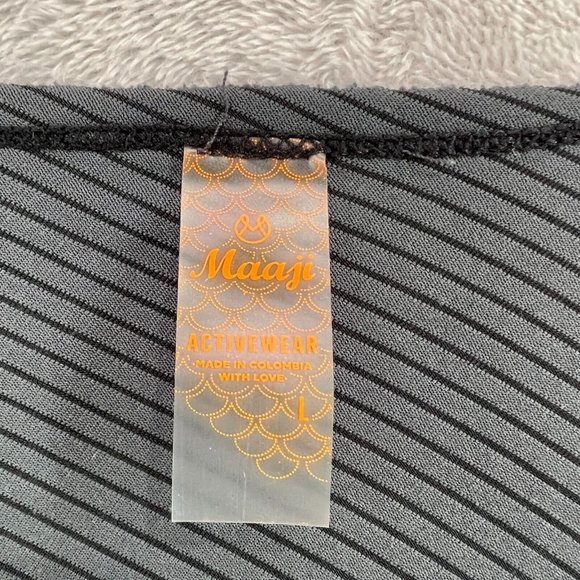 Maaji
ACTIVEWEAR
MADE IN COLOMBIA
WITH LOVE
L